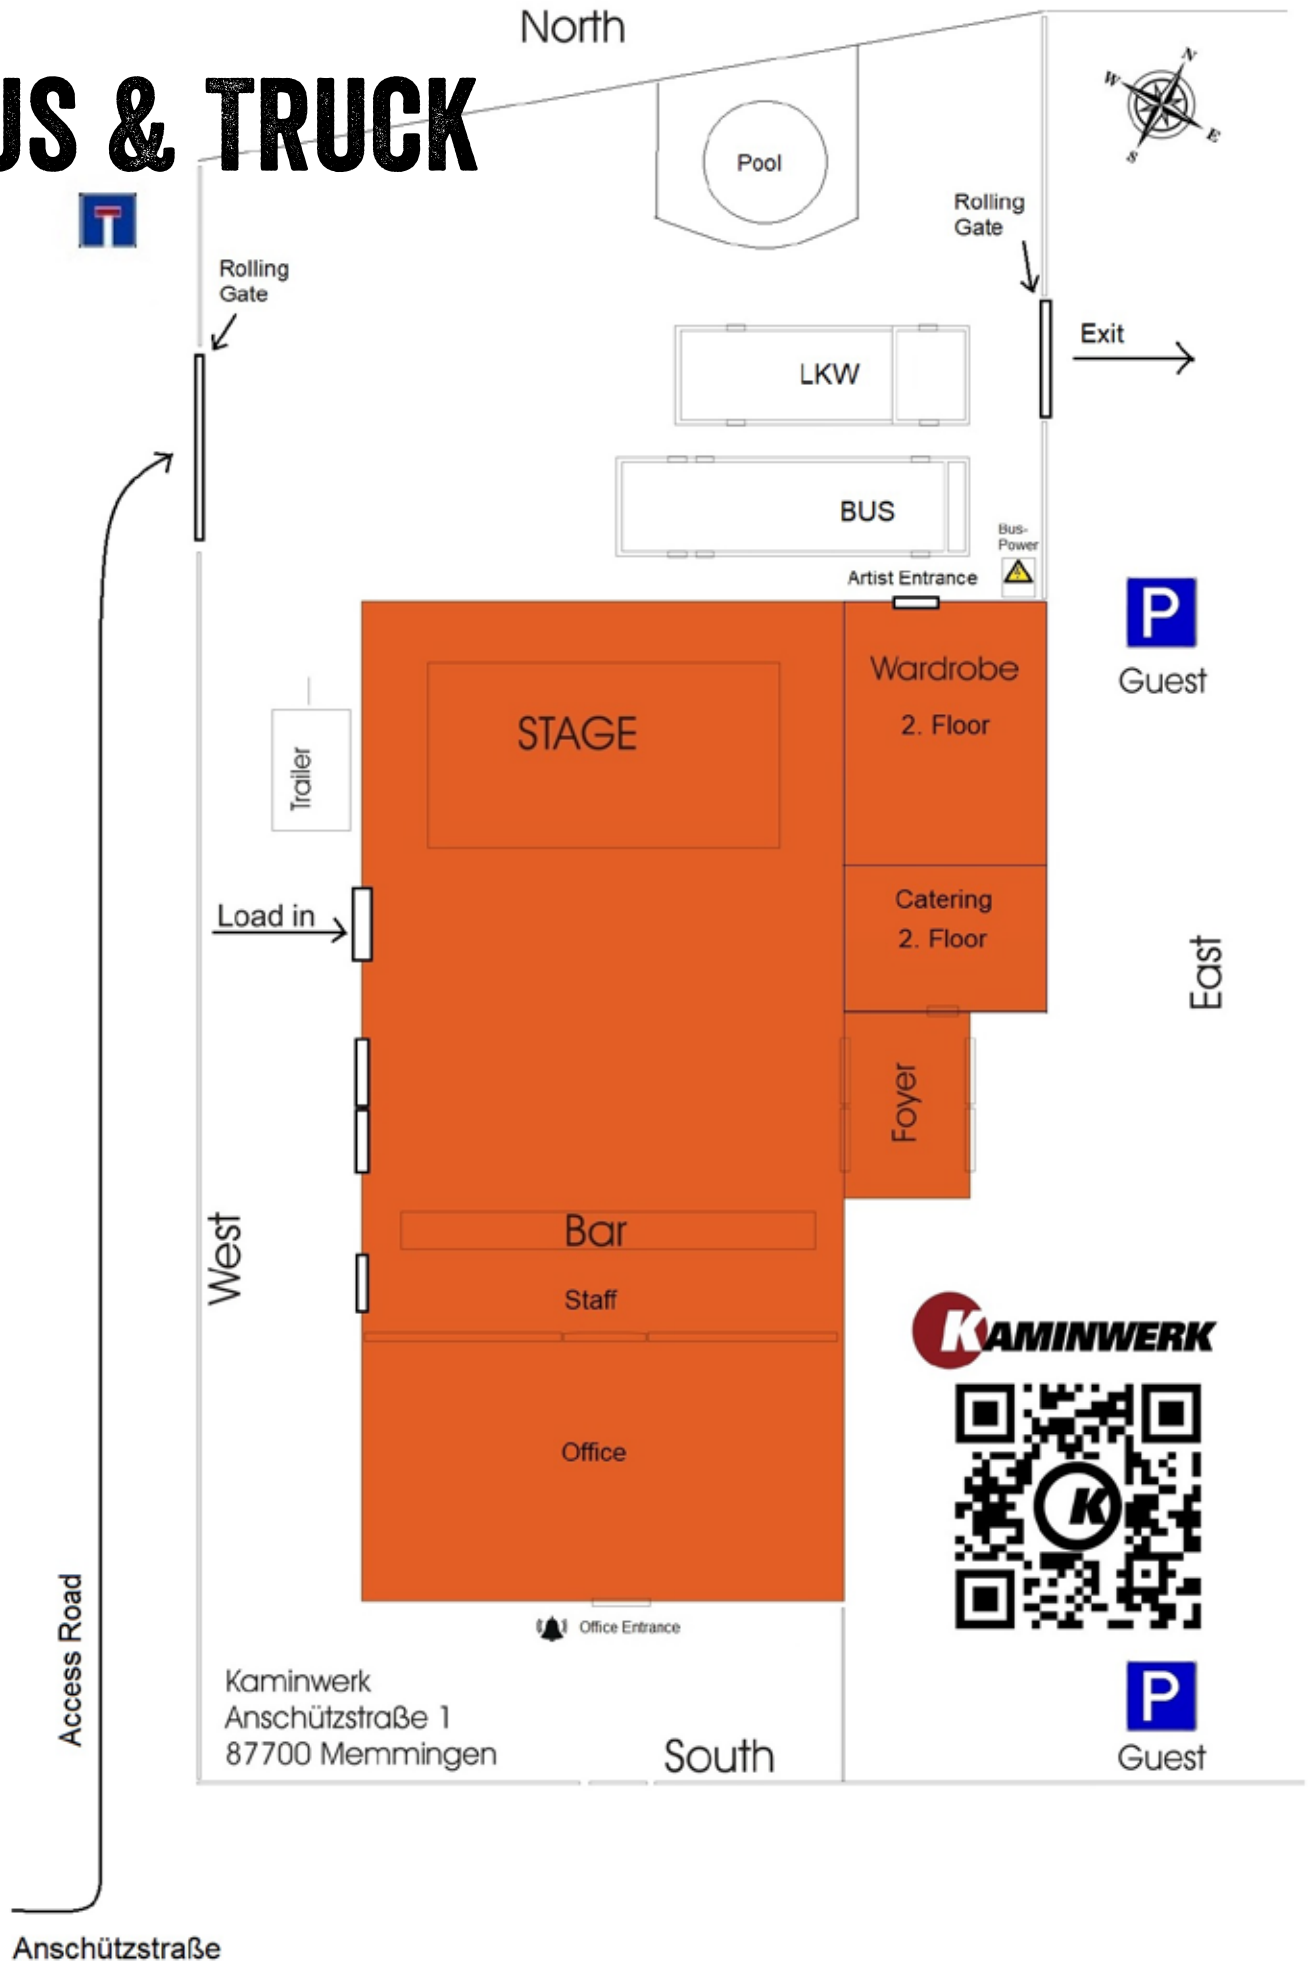 North
US & TRUCK
N
W
E
S
Pool
Rolling
Gate
Rolling
Gate
Exit
LKW
BUS
Bus-
Power
Artist Entrance
P
Guest
Wardrobe
2. Floor
STAGE
Trailer
Load in
Catering
2. Floor
East
Foyer
West
Bar
Staff
KAMINWERK
K
Office
Office Entrance
Access Road
Kaminwerk
Anschützstraße 1
87700 Memmingen
South
P
Guest
Anschützstraße